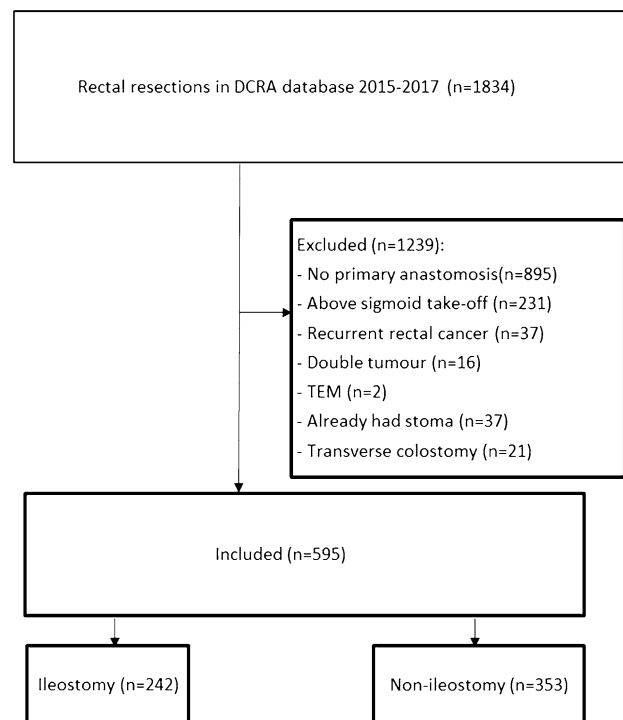 Rectal resections in DCRA database 2015-2017 (n=1834)
Excluded (n=1239):
- No primary anastomosis(n=895)
- Above sigmoid take-off (n=231)
- Recurrent rectal cancer (n=37)
- Double tumour (n=16)
- TEM (n=2)
- Already had stoma (n=37)
- Transverse colostomy (n=21)
Included (n=595)
Ileostomy (n=242)
Non-ileostomy (n=353)